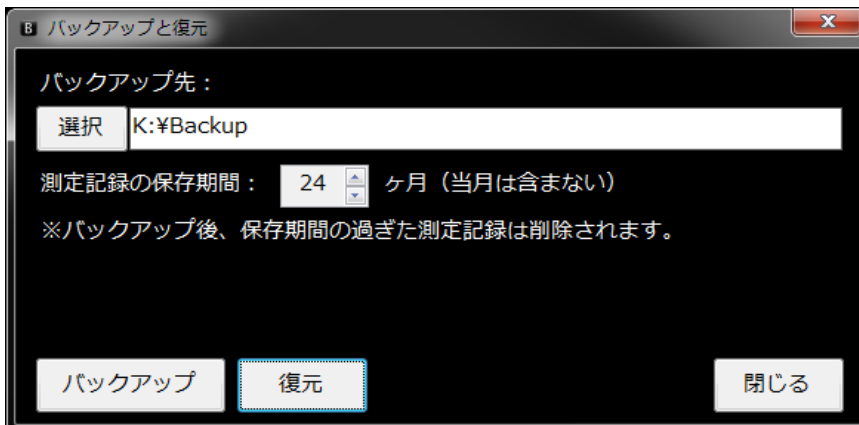 B バックアップと復元
バックアップ先：
選択 K:¥Backup
測定記録の保存期間： 24 ヶ月（当月は含まない）
※バックアップ後、保存期間の過ぎた測定記録は削除されます。
バックアップ 復元 閉じる